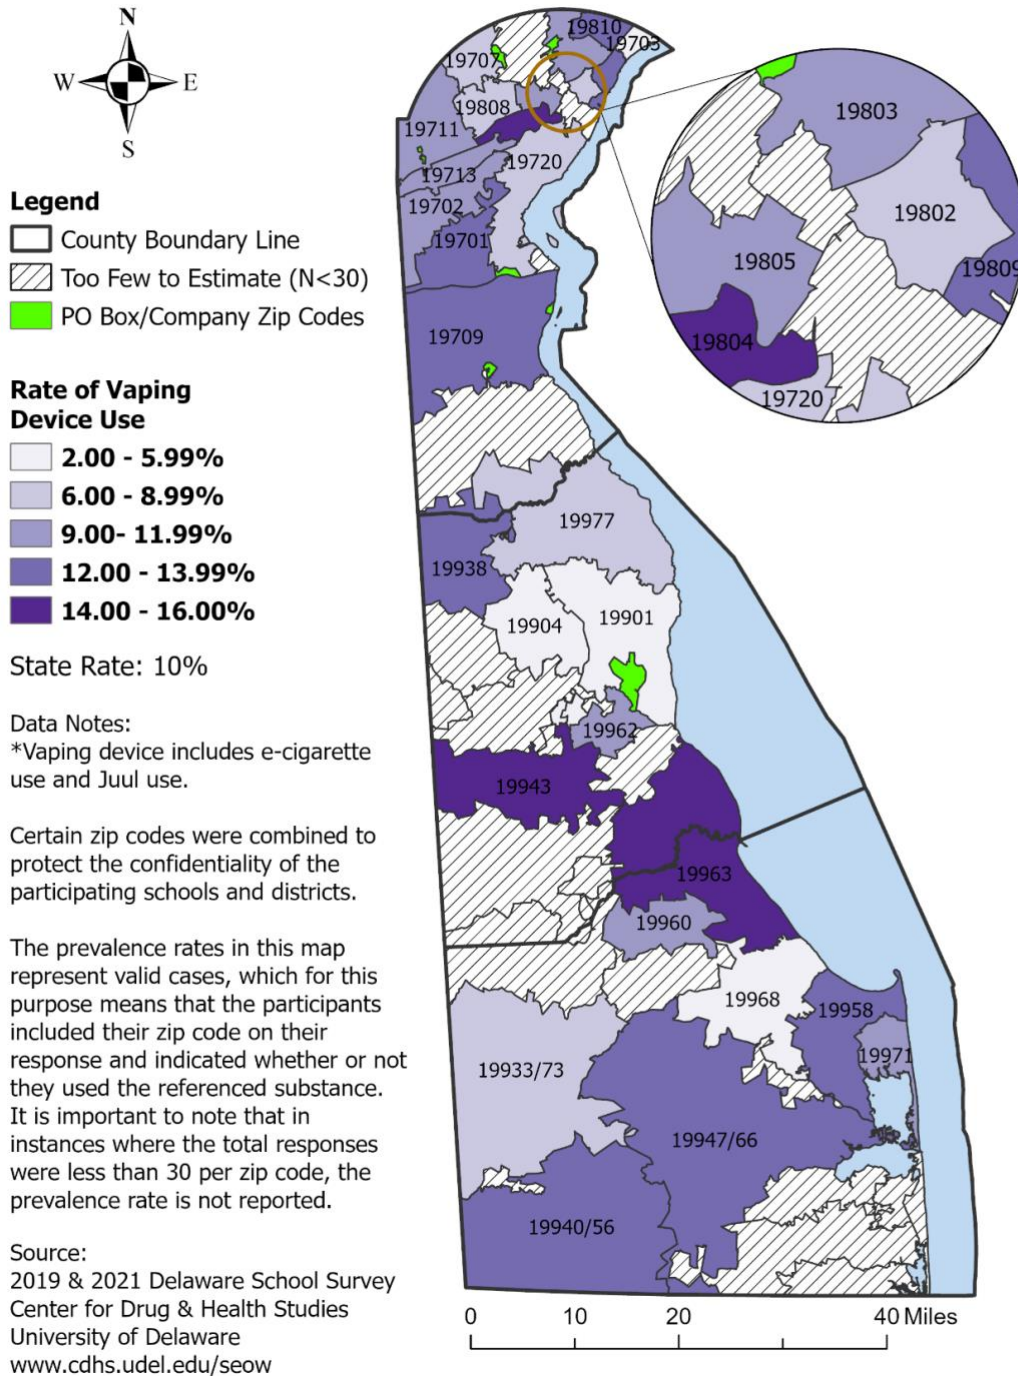 N
W
E
S
Legend
County Boundary Line
Too Few to Estimate (N<30)
PO Box/Company Zip Codes
Rate of Vaping
Device Use
2.00 - 5.99%
6.00 - 8.99%
9.00- 11.99%
12.00 - 13.99%
14.00 - 16.00%
State Rate: 10%
Data Notes:
*Vaping device includes e-cigarette
use and Juul use.
Certain zip codes were combined to
protect the confidentiality of the
participating schools and districts.
The prevalence rates in this map
represent valid cases, which for this
purpose means that the participants
included their zip code on their
response and indicated whether or not
they used the referenced substance.
It is important to note that in
instances where the total responses
were less than 30 per zip code, the
prevalence rate is not reported.
Source:
2019 & 2021 Delaware School Survey
Center for Drug & Health Studies
University of Delaware
www.cdhs.udel.edu/seow
19810
19703
19707
19808
19711
19720
19713
19702
19701
19709
19977
19938
19904
19901
19962
19943
19963
19960
19968
19958
19971
19933/73
19947/66
19940/56
19803
19802
19805
19809
19804
19720
0 10 20 40 Miles